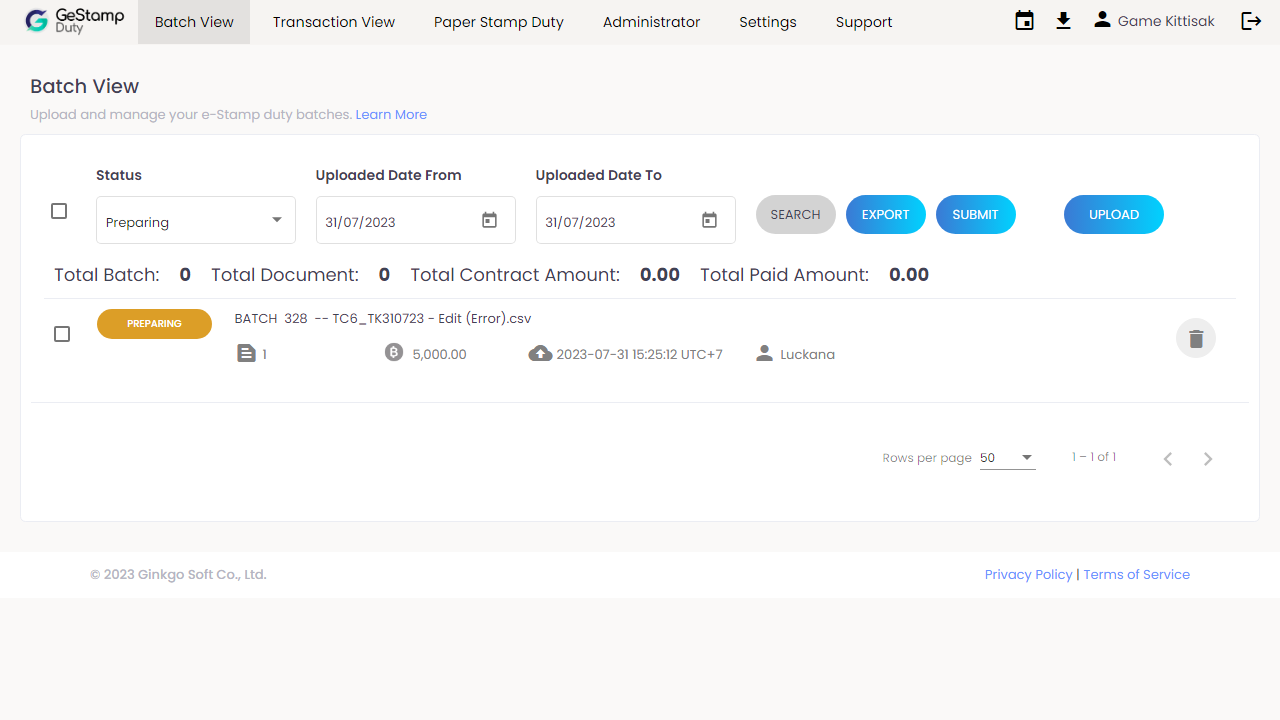 GeStamp Duty
Batch View Transaction View Paper Stamp Duty Administrator Settings Support Game Kittisak
Batch View
Upload and manage your e-Stamp duty batches. Learn More
Status Uploaded Date From Uploaded Date To
Preparing 31/07/2023 31/07/2023 SEARCH EXPORT SUBMIT UPLOAD
Total Batch: 0 Total Document: 0 Total Contract Amount: 0.00 Total Paid Amount: 0.00
PREPARING BATCH 328 -- TC6_TK310723 - Edit (Error).csv
1 5,000.00 2023-07-31 15:25:12 UTC+7 Luckana
Rows per page 50 1 – 1 of 1
© 2023 Ginkgo Soft Co., Ltd. Privacy Policy | Terms of Service